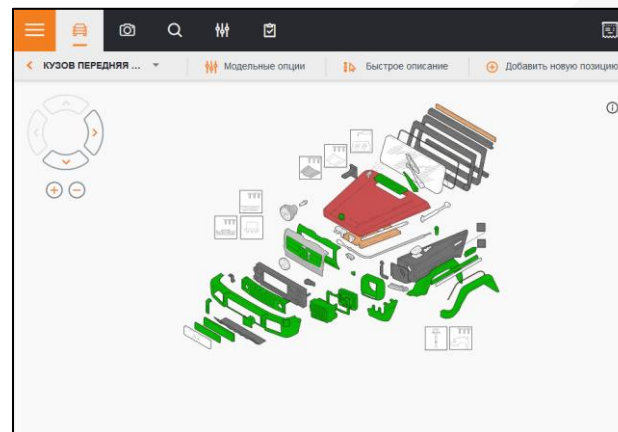 КУЗОВ ПЕРЕДНЯЯ ...
Модельные опции
Быстрое описание
Добавить новую позицию